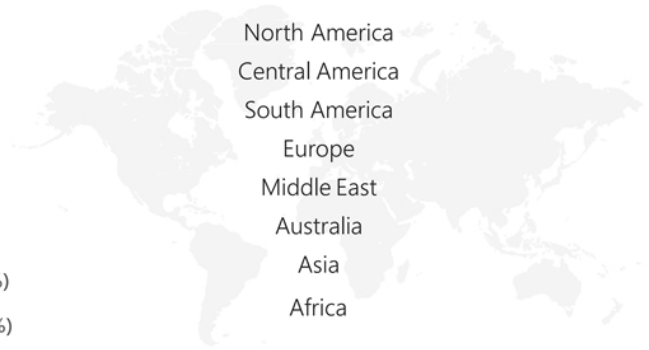 North America
Central America
South America
Europe
Middle East
Australia
Asia
%)
Africa
%)